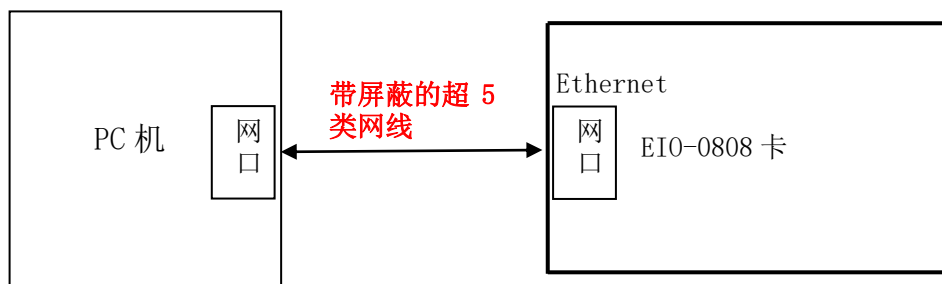 PC 机
网
口
带屏蔽的超 5
类网线
Ethernet
网
口
EIO-0808 卡